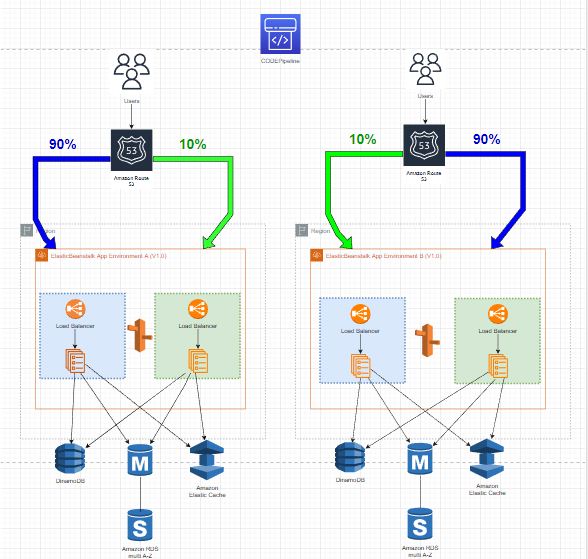 CODEPipeline
Users
Users
90%
53
10%
Amazon Route
53
10%
53
90%
Amazon Route
53
Region
Region
ElasticBeanstalk App Environment A (V1.0)
ElasticBeanstalk App Environment B (V1.0)
Load Balancer
Load Balancer
Load Balancer
Load Balancer
DinamoDB
M
Amazon
Elastic Cache
DinamoDB
M
Amazon
Elastic Cache
S
Amazon RDS
multi A-Z
S
Amazon RDS
multi A-Z